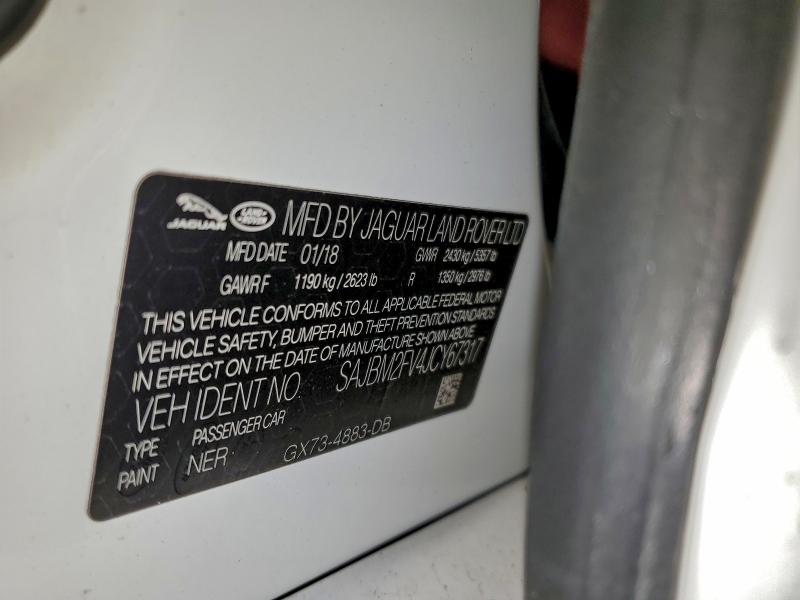 JAGUAR LAND ROVER MFD BY JAGUAR LAND ROVER LTD
MFD DATE 01/18 GVWR 2430 kg / 5357 lb
GAWR F 1190 kg / 2623 lb R 1350 kg / 2976 lb
THIS VEHICLE CONFORMS TO ALL APPLICABLE FEDERAL MOTOR
VEHICLE SAFETY, BUMPER AND THEFT PREVENTION STANDARDS
IN EFFECT ON THE DATE OF MANUFACTURE SHOWN ABOVE
VEH IDENT NO. SAJBM2FV4JCY67317
TYPE PASSENGER CAR
PAINT NER GX73-4883-DB